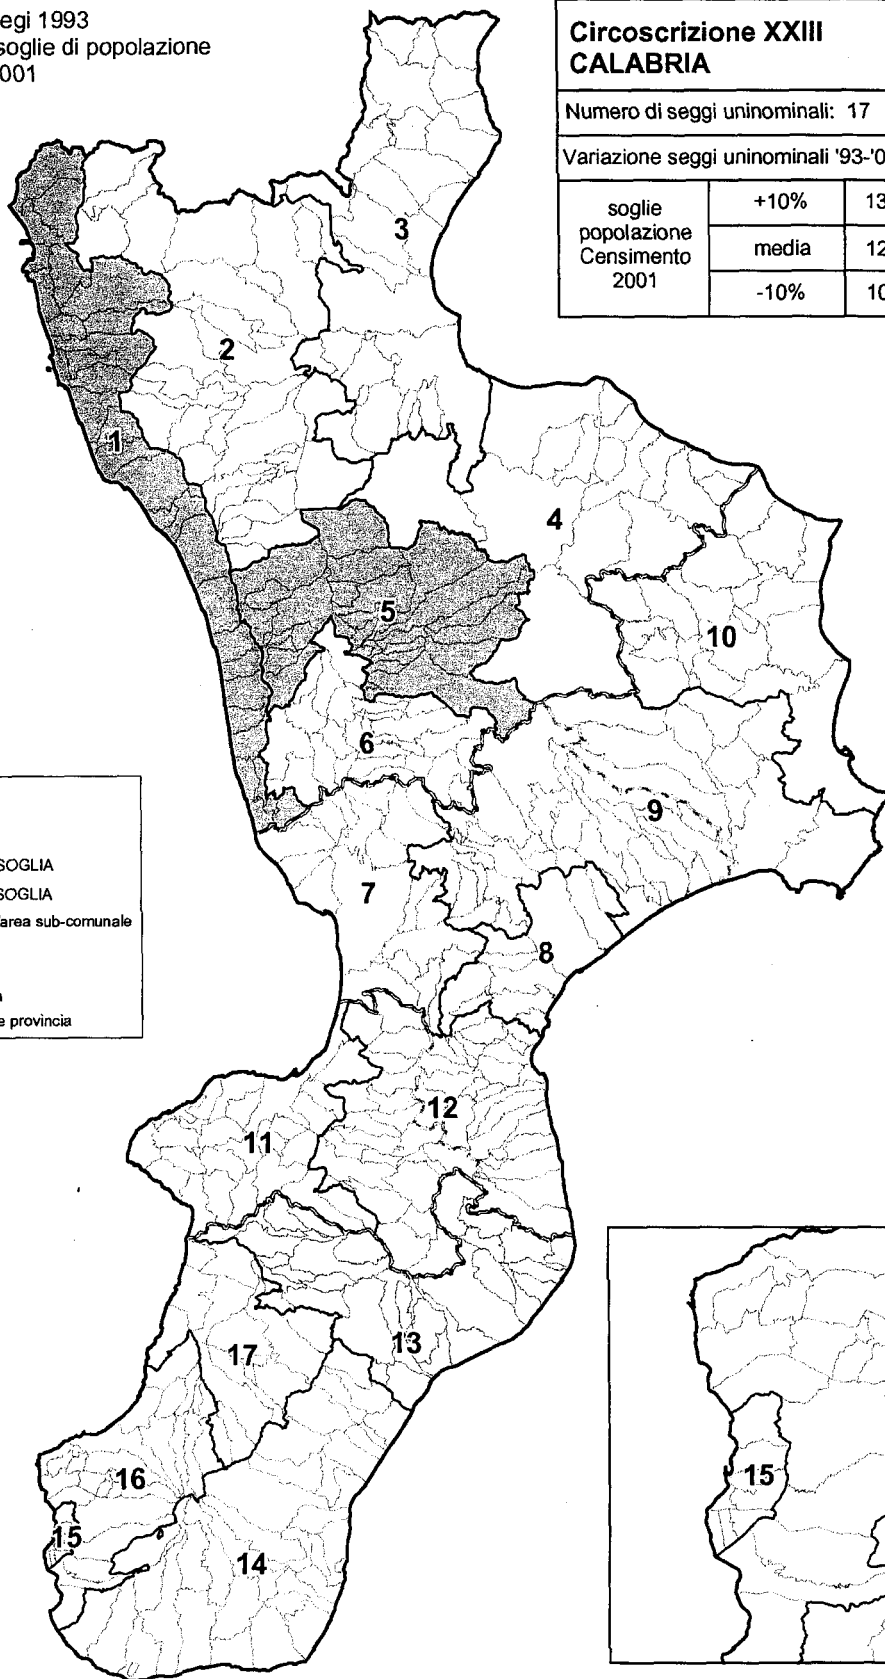 egi 1993
soglie di popolazione
001
Circoscrizione XXIII
CALABRIA
Numero di seggi uninominali: 17
Variazione seggi uninominali '93-'0
soglie
popolazione
Censimento
2001
+10% 13
media 12
-10% 10
3
2
1
4
5
10
6
9
7
8
SOGLIA
SOGLIA
area sub-comunale
e provincia
12
11
13
17
16
15
14
15